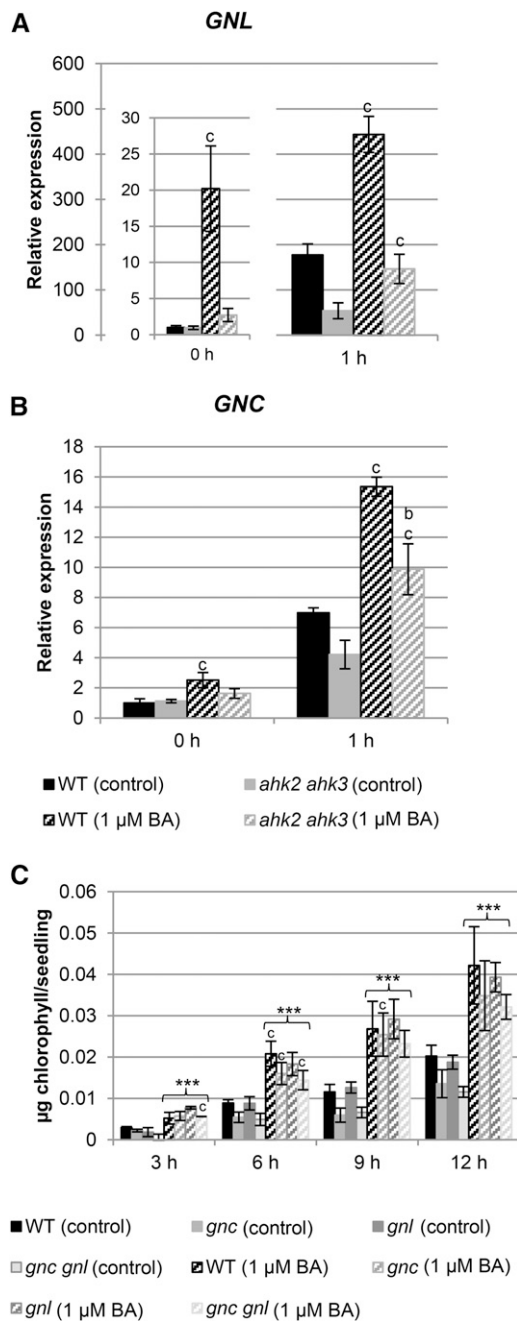 A
GNL
Relative expression
600
500
400
300
200
100
0
30
25
20
15
10
5
0
c
c
c
0 h
1 h
B
GNC
Relative expression
18
16
14
12
10
8
6
4
2
0
c
c
b
c
0 h
1 h
WT (control)
ahk2 ahk3 (control)
WT (1 µM BA)
ahk2 ahk3 (1 µM BA)
C
µg chlorophyll/seedling
0.06
0.05
0.04
0.03
0.02
0.01
0
***
c
***
c
c
c
***
c
***
3 h
6 h
9 h
12 h
WT (control)
gnc (control)
gnl (control)
gnc gnl (control)
WT (1 µM BA)
gnc (1 µM BA)
gnl (1 µM BA)
gnc gnl (1 µM BA)